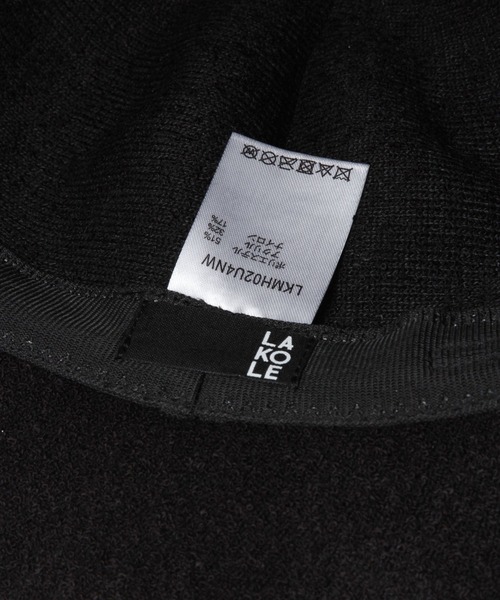 LKMH02U4NW
ポリエステル
アクリル
ナイロン
51%
32%
17%
LA
KO
LE